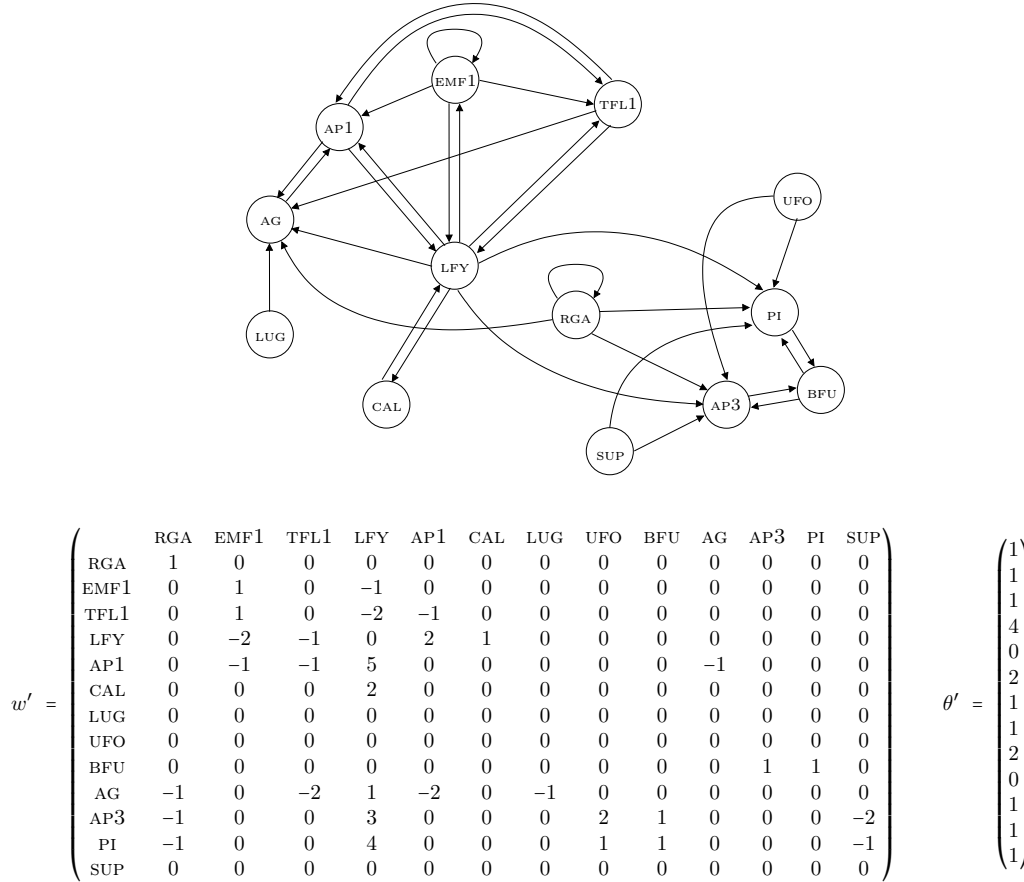 EMF1
TFL1
AP1
UFO
AG
LFY
RGA
PI
LUG
BFU
CAL
AP3
SUP
RGA EMF1 TFL1 LFY AP1 CAL LUG UFO BFU AG AP3 PI SUP
RGA 1 0 0 0 0 0 0 0 0 0 0 0 0 1
EMF1 0 1 0 −1 0 0 0 0 0 0 0 0 0 1
TFL1 0 1 0 −2 −1 0 0 0 0 0 0 0 0 1
LFY 0 −2 −1 0 2 1 0 0 0 0 0 0 0 4
AP1 0 −1 −1 5 0 0 0 0 0 −1 0 0 0 0
CAL 0 0 0 2 0 0 0 0 0 0 0 0 0 2
w′ = LUG 0 0 0 0 0 0 0 0 0 0 0 0 0 θ′ = 1
UFO 0 0 0 0 0 0 0 0 0 0 0 0 0 1
BFU 0 0 0 0 0 0 0 0 0 0 1 1 0 2
AG −1 0 −2 1 −2 0 −1 0 0 0 0 0 0 0
AP3 −1 0 0 3 0 0 0 2 1 0 0 0 −2 1
PI −1 0 0 4 0 0 0 1 1 0 0 0 −1 1
SUP 0 0 0 0 0 0 0 0 0 0 0 0 0 1